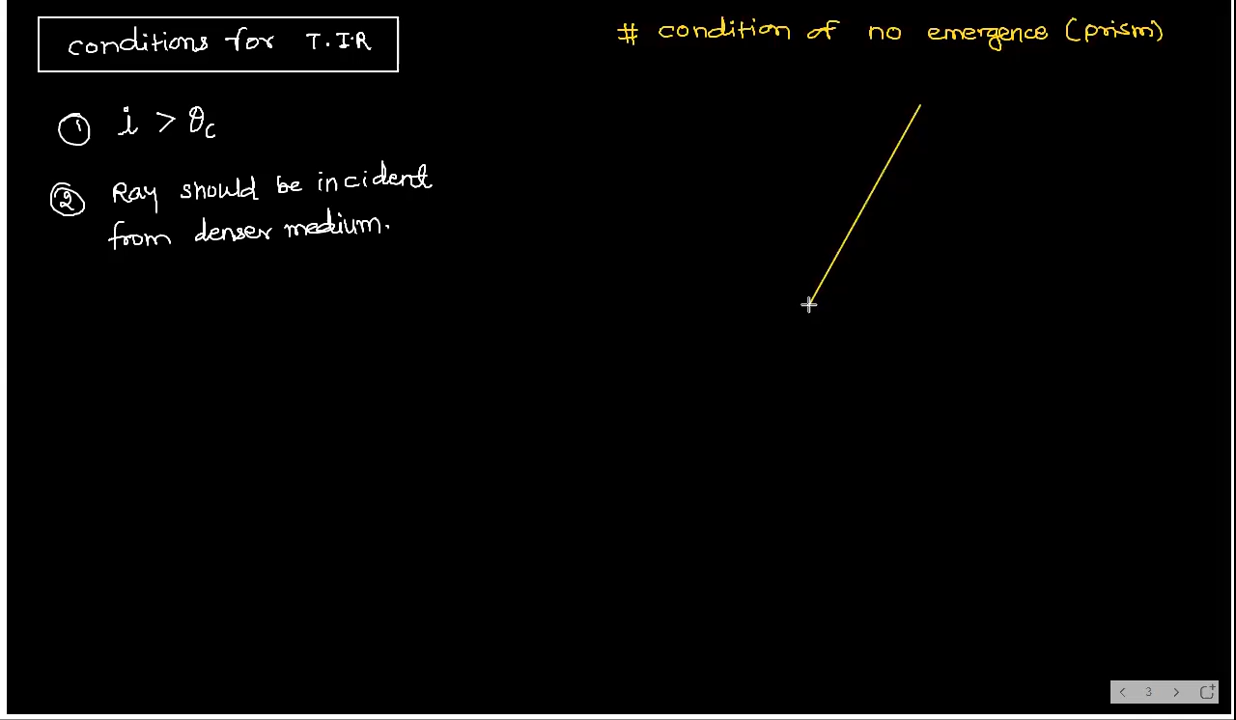 conditions for T.I.R
① i > θc
② Ray should be incident
from denser medium.
# condition of no emergence (prism)
3